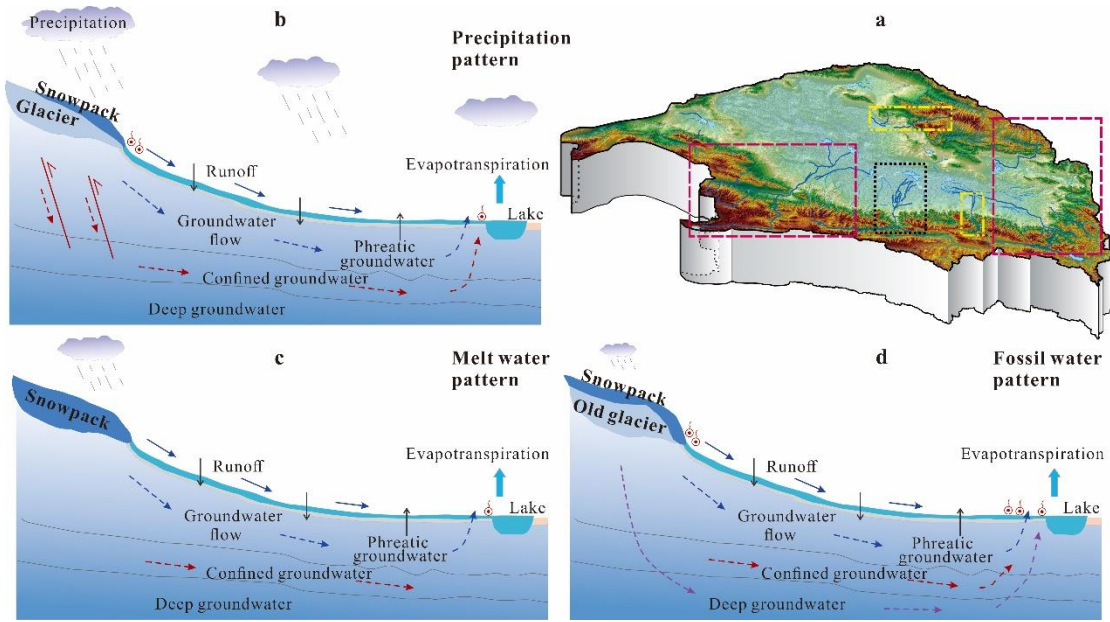 b
Precipitation
Precipitation
pattern
Snowpack
Glacier
Runoff
Evapotranspiration
Lake
Groundwater
flow
Phreatic
groundwater
Confined groundwater
Deep groundwater
a
c
Melt water
pattern
Snowpack
Runoff
Evapotranspiration
Lake
Groundwater
flow
Phreatic
groundwater
Confined groundwater
Deep groundwater
d
Fossil water
pattern
Snowpack
Old glacier
Runoff
Evapotranspiration
Lake
Groundwater
flow
Phreatic
groundwater
Confined groundwater
Deep groundwater